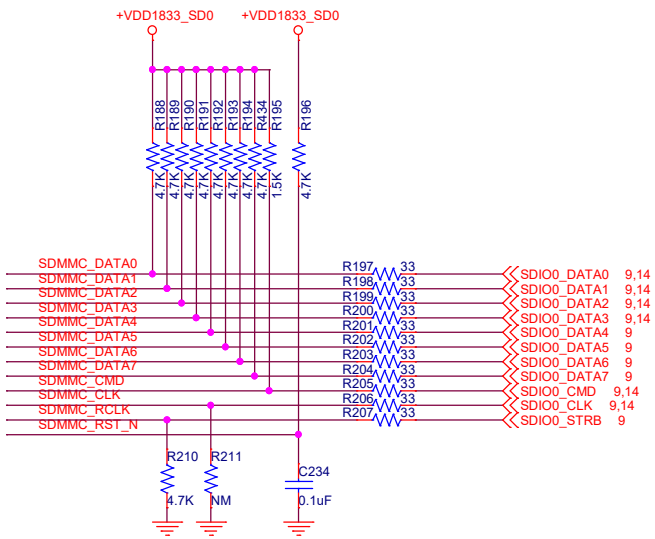 +VDD1833_SD0
+VDD1833_SD0
R188
R189
R190
R191
R192
R193
R194
R434
R195
R196
4.7K
4.7K
4.7K
4.7K
4.7K
4.7K
4.7K
4.7K
1.5K
4.7K
SDMMC_DATA0 R197 33 SDIO0_DATA0 9,14
SDMMC_DATA1 R198 33 SDIO0_DATA1 9,14
SDMMC_DATA2 R199 33 SDIO0_DATA2 9,14
SDMMC_DATA3 R200 33 SDIO0_DATA3 9,14
SDMMC_DATA4 R201 33 SDIO0_DATA4 9
SDMMC_DATA5 R202 33 SDIO0_DATA5 9
SDMMC_DATA6 R203 33 SDIO0_DATA6 9
SDMMC_DATA7 R204 33 SDIO0_DATA7 9
SDMMC_CMD R205 33 SDIO0_CMD 9,14
SDMMC_CLK R206 33 SDIO0_CLK 9,14
SDMMC_RCLK R207 33 SDIO0_STRB 9
SDMMC_RST_N
R210 R211 C234
4.7K NM 0.1uF